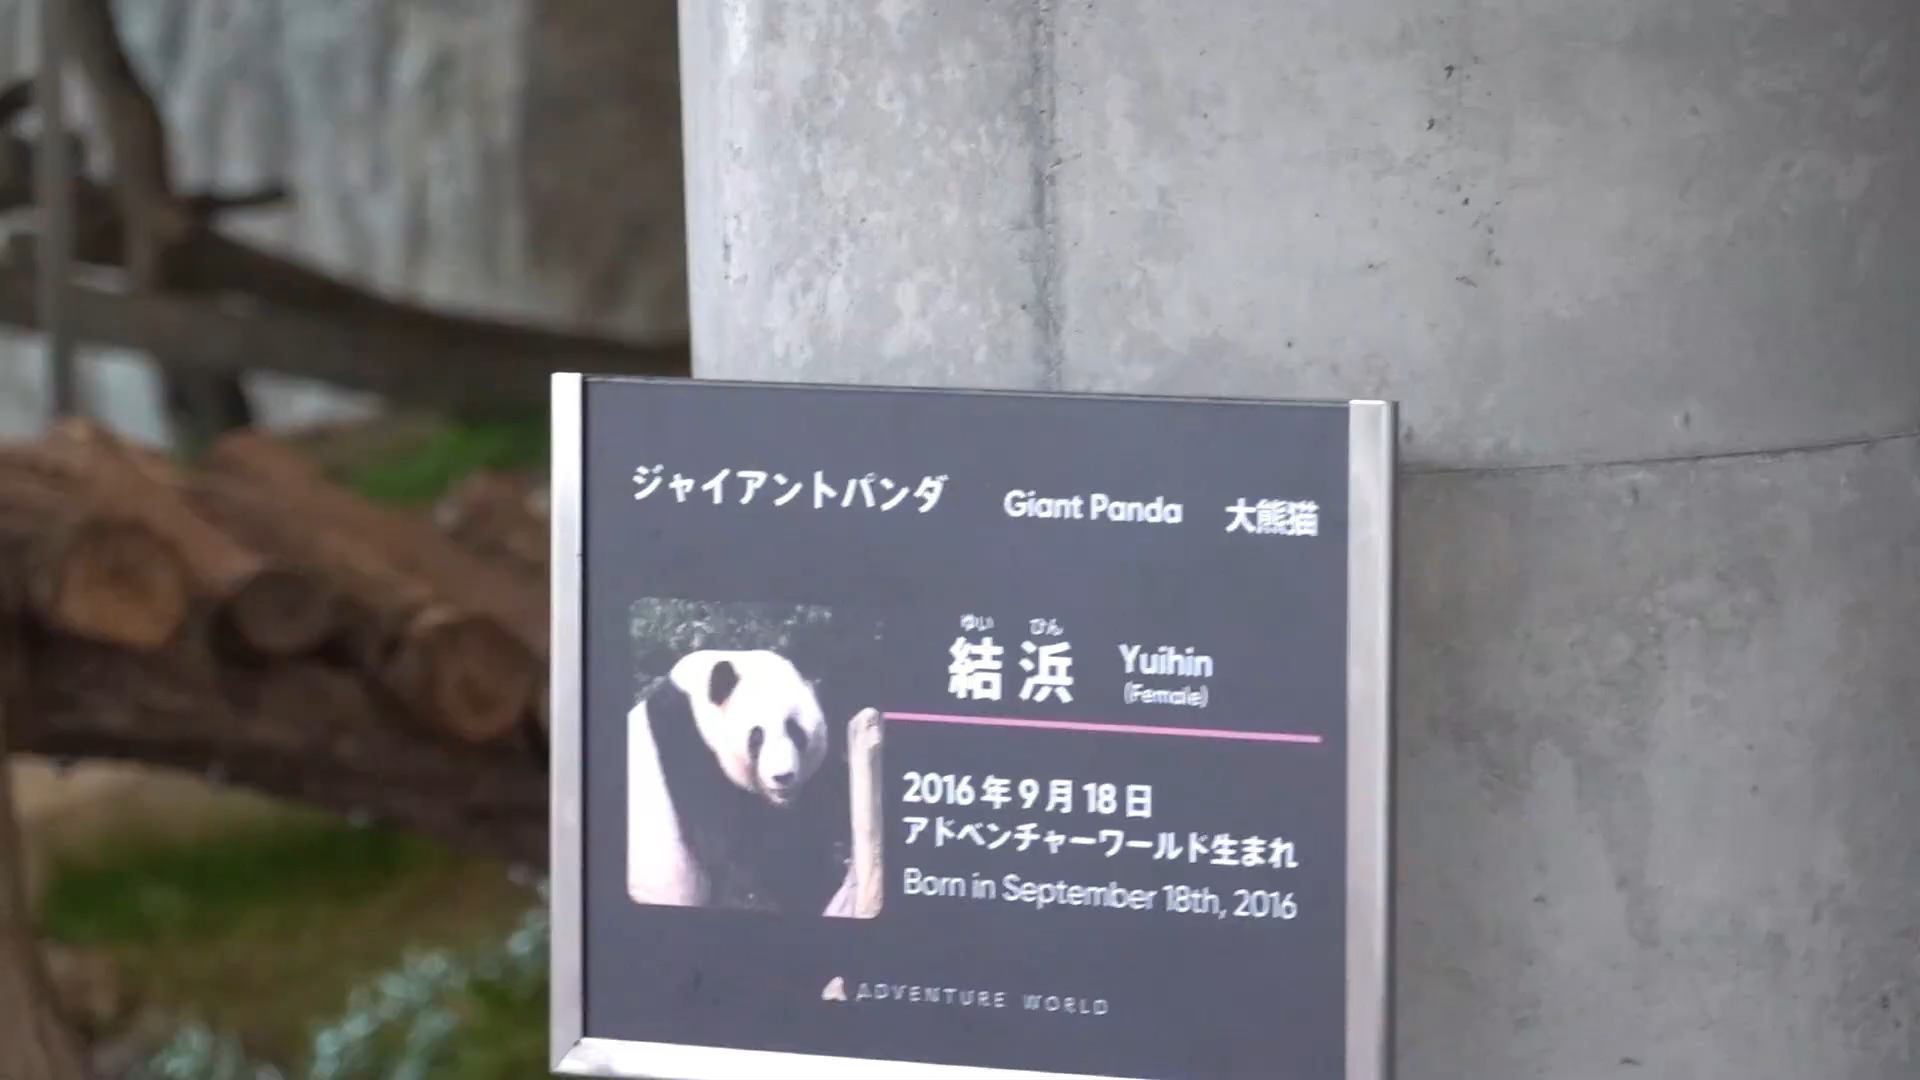 ジャイアントパンダ Giant Panda 大熊猫
ゆい ひん
結浜 Yuihin
(Female)
2016年9月18日
アドベンチャーワールド生まれ
Born in September 18th, 2016
ADVENTURE WORLD